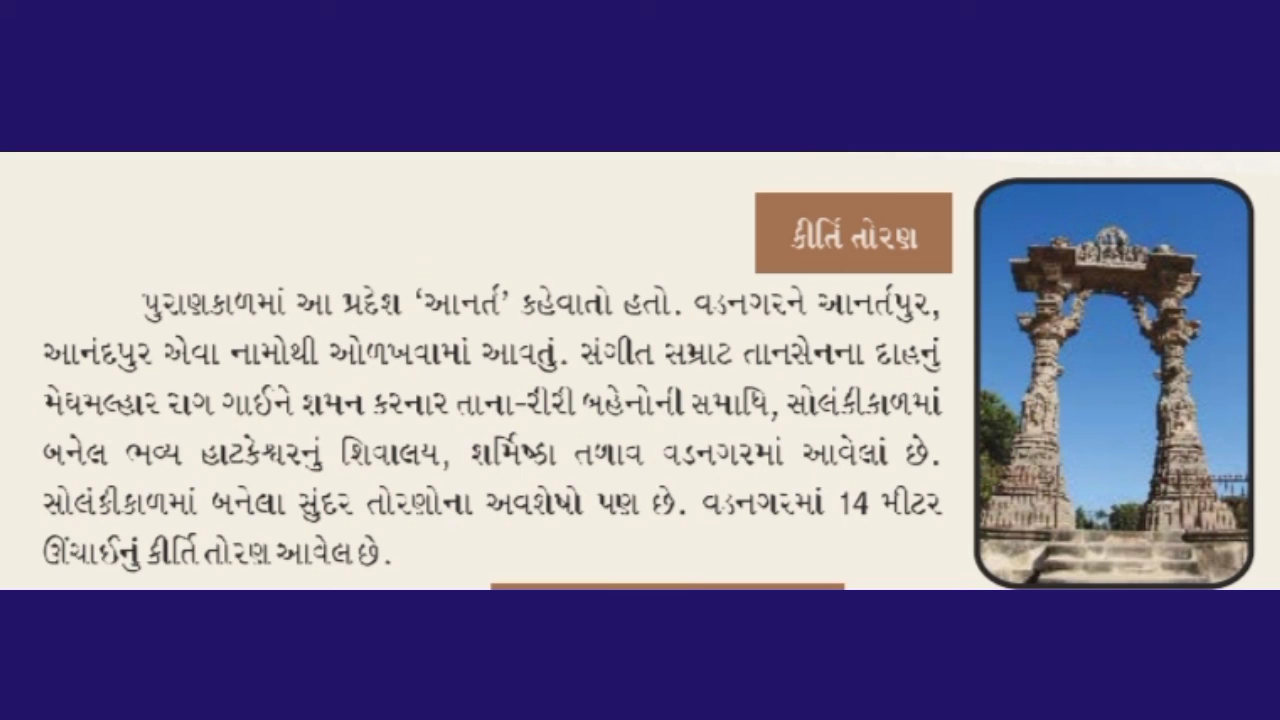 કીર્તિ તોરણ
પુરાણકાળમાં આ પ્રદેશ ‘આનર્ત’ કહેવાતો હતો. વડનગરને આનર્તપુર,
આનંદપુર એવા નામોથી ઓળખવામાં આવતું. સંગીત સમ્રાટ તાનસેનના દાહનું
મેઘમલ્હાર રાગ ગાઈને શમન કરનાર તાના-રીરી બહેનોની સમાધિ, સોલંકીકાળમાં
બનેલ ભવ્ય હાટકેશ્વરનું શિવાલય, શર્મિષ્ઠા તળાવ વડનગરમાં આવેલાં છે.
સોલંકીકાળમાં બનેલા સુંદર તોરણોના અવશેષો પણ છે. વડનગરમાં 14 મીટર
ઊંચાઈનું કીર્તિ તોરણ આવેલ છે.